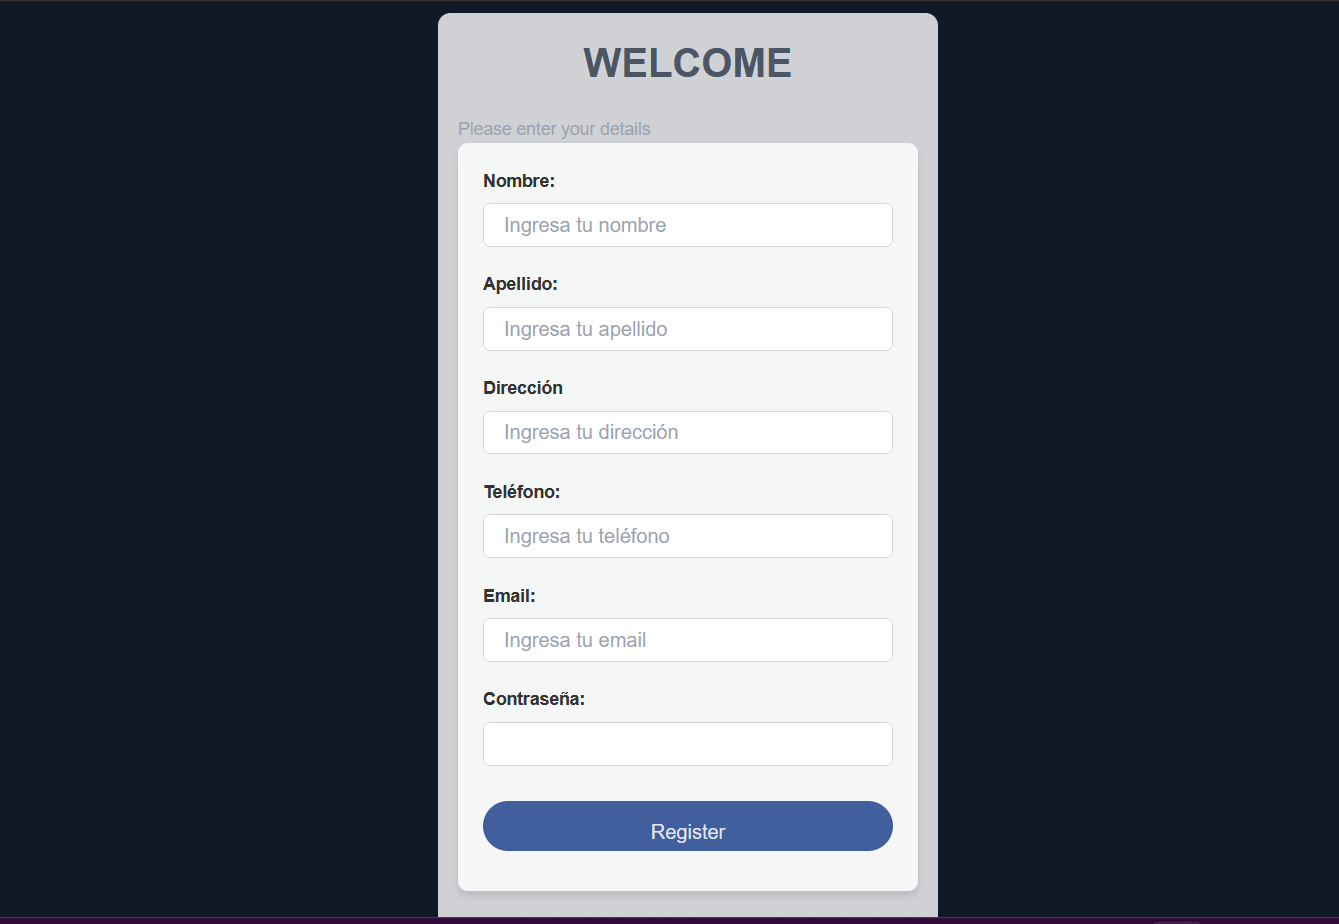 WELCOME
Please enter your details
Nombre:
Ingresa tu nombre
Apellido:
Ingresa tu apellido
Dirección
Ingresa tu dirección
Teléfono:
Ingresa tu teléfono
Email:
Ingresa tu email
Contraseña:
Register